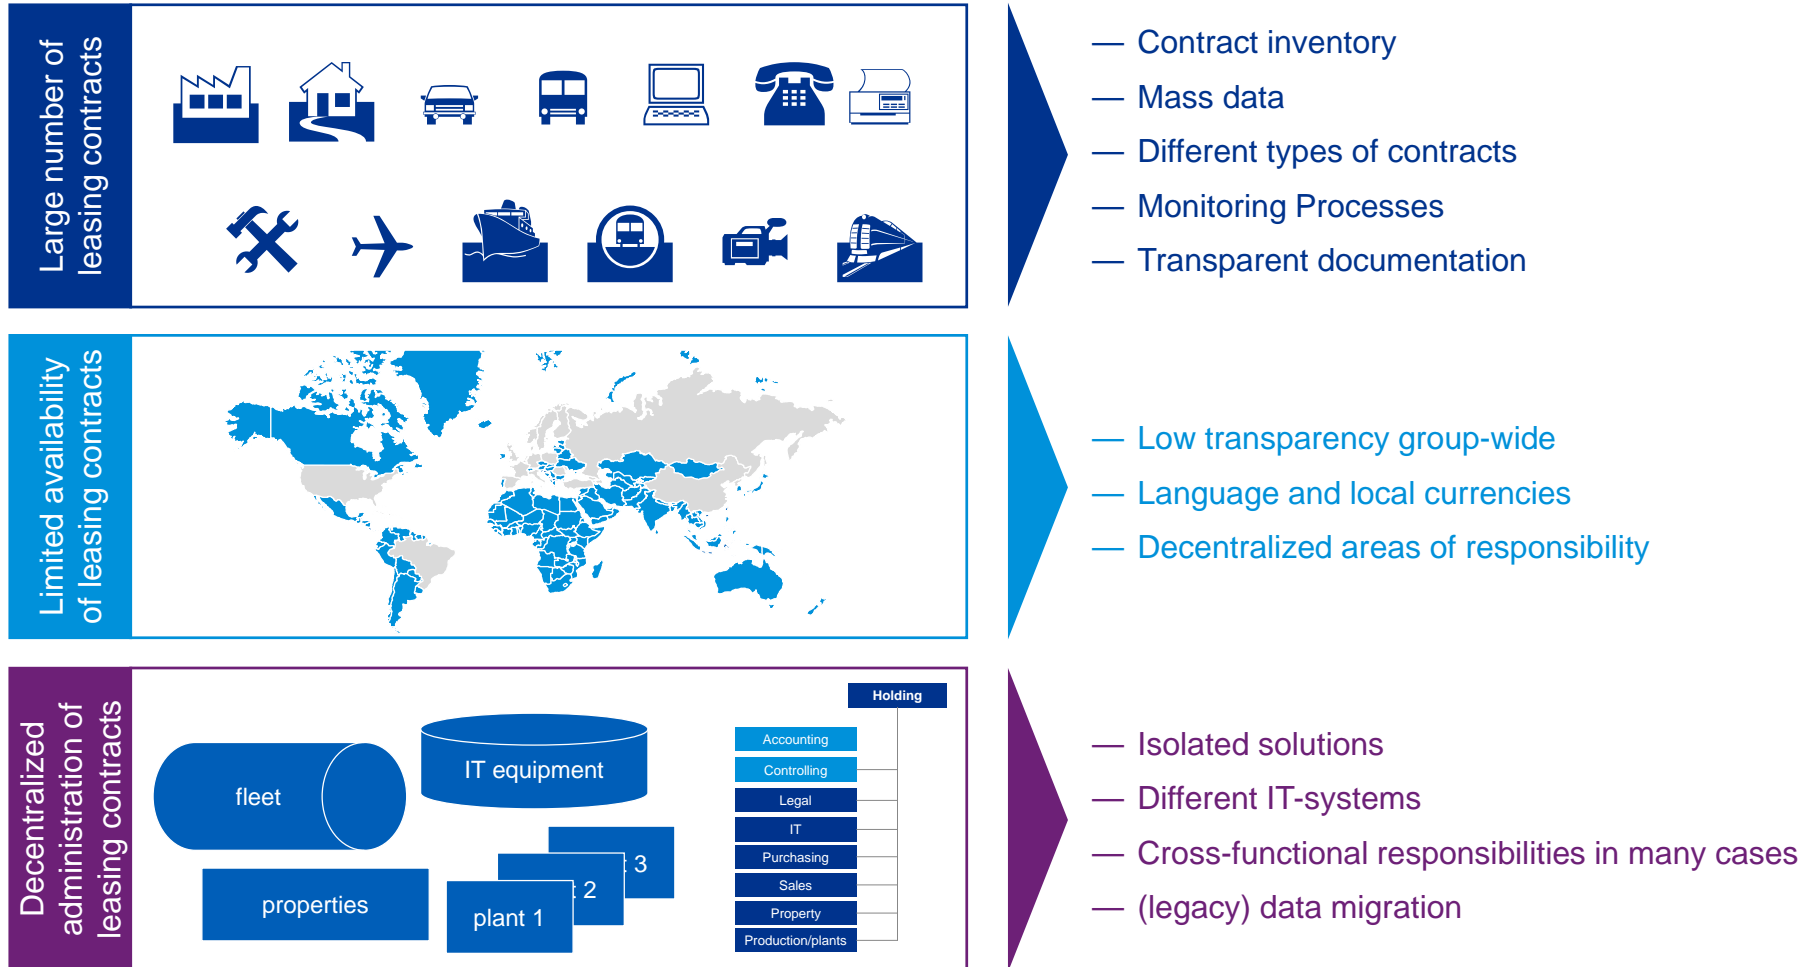 Large number of
leasing contracts
— Contract inventory
— Mass data
— Different types of contracts
— Monitoring Processes
— Transparent documentation
Limited availability
of leasing contracts
— Low transparency group-wide
— Language and local currencies
— Decentralized areas of responsibility
Decentralized
administration of
leasing contracts
fleet
IT equipment
properties
plant 1
2
3
Holding
Accounting
Controlling
Legal
IT
Purchasing
Sales
Property
Production/plants
— Isolated solutions
— Different IT-systems
— Cross-functional responsibilities in many cases
— (legacy) data migration